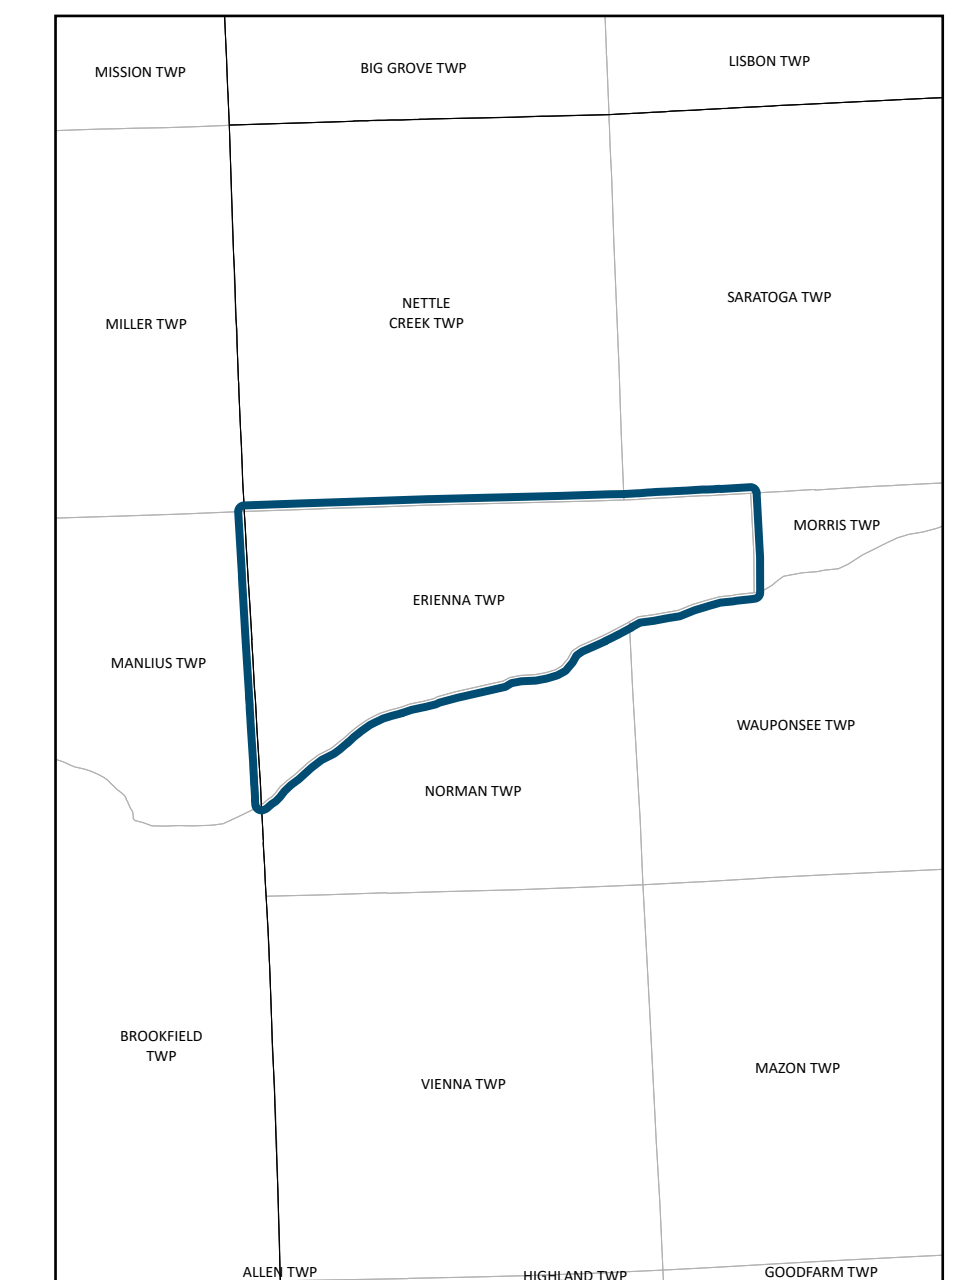 MISSION TWP
BIG GROVE TWP
LISBON TWP
MILLER TWP
NETTLE
CREEK TWP
SARATOGA TWP
MORRIS TWP
ERIENNA TWP
MANLIUS TWP
WAUPONSEE TWP
NORMAN TWP
BROOKFIELD
TWP
VIENNA TWP
MAZON TWP
ALLEN TWP
HIGHLAND TWP
GOODFARM TWP